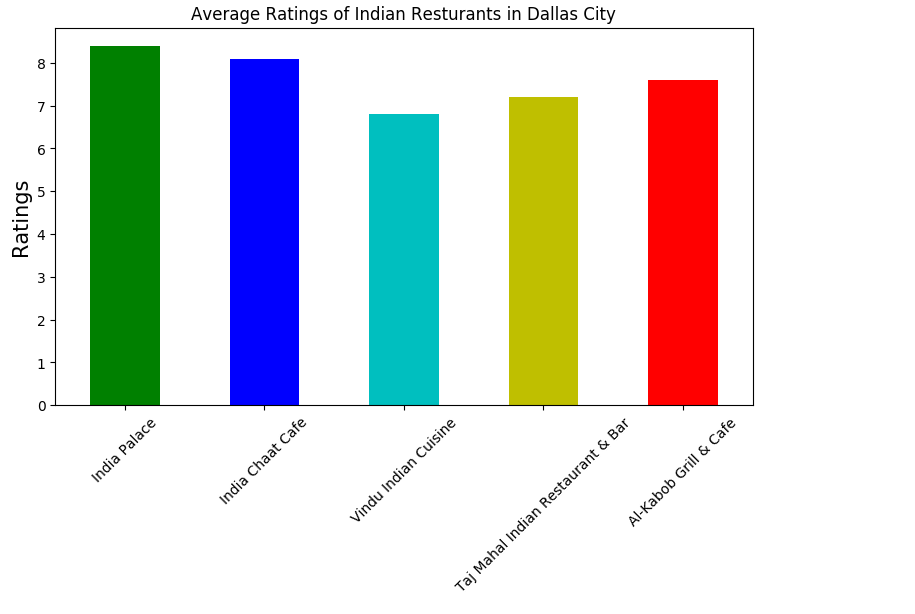 Average Ratings of Indian Resturants in Dallas City
Ratings
8
7
6
5
4
3
2
1
0
India Palace
India Chaat Cafe
Vindu Indian Cuisine
Taj Mahal Indian Restaurant & Bar
Al-Kabob Grill & Cafe